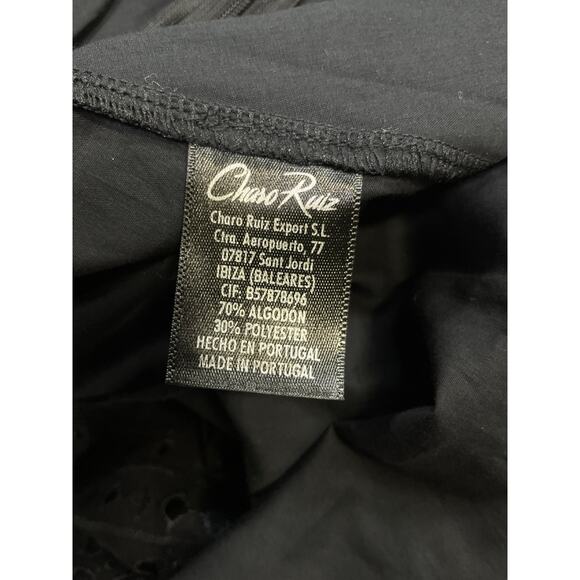 Charo Ruiz
Charo Ruiz Export S.L.
Ctra. Aeropuerto, 77
07817 Sant Jordi
IBIZA (BALEARES)
CIF: B57878696
70% ALGODON
30% POLYESTER
HECHO EN PORTUGAL
MADE IN PORTUGAL